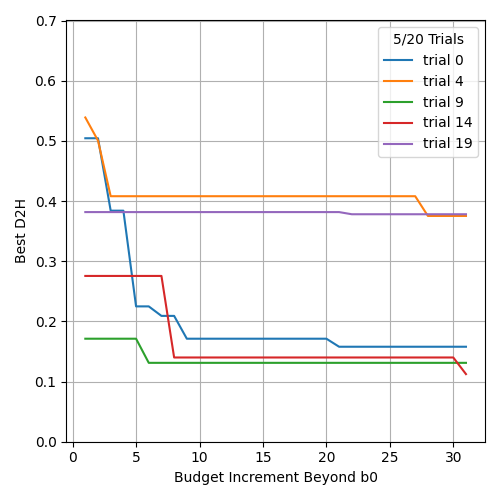 5/20 Trials
trial 0
trial 4
trial 9
trial 14
trial 19
0.7
0.6
0.5
0.4
0.3
0.2
0.1
0.0
Best D2H
0 5 10 15 20 25 30
Budget Increment Beyond b0